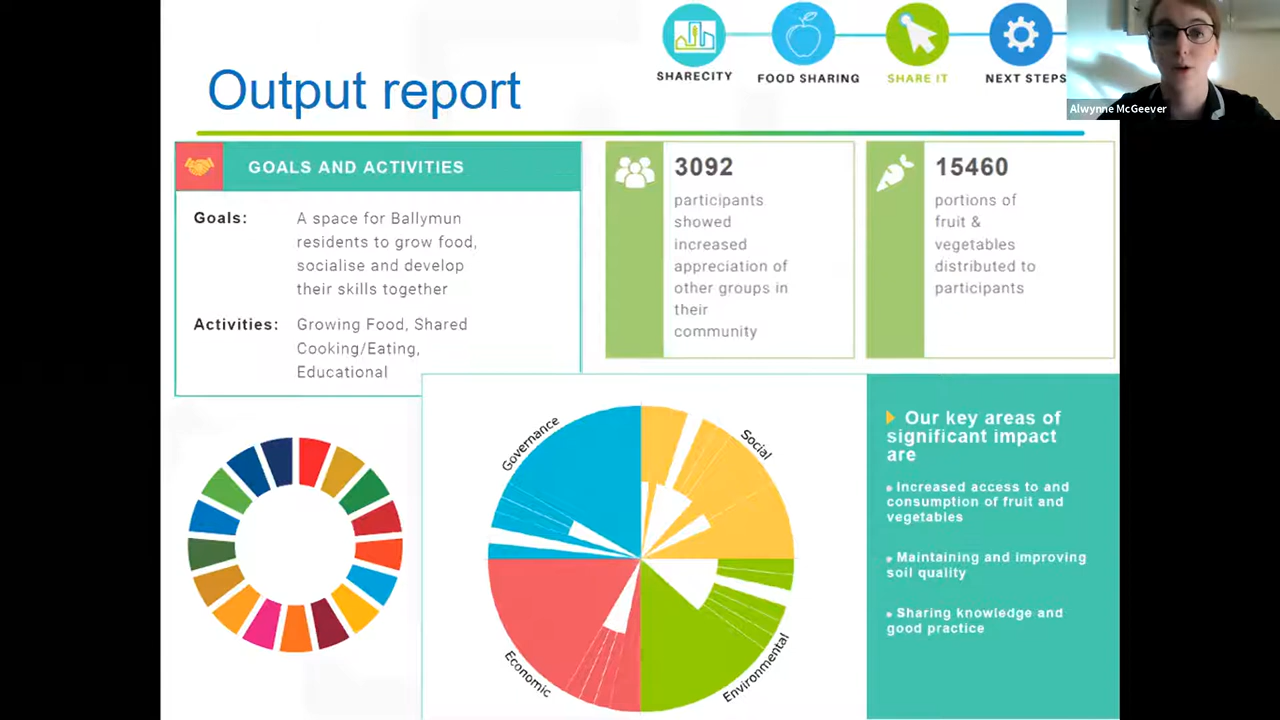 SHARECITY
FOOD SHARING
SHARE IT
NEXT STEPS
Alwynne McGeever
Output report
GOALS AND ACTIVITIES
Goals:
A space for Ballymun
residents to grow food,
socialise and develop
their skills together
Activities:
Growing Food, Shared
Cooking/Eating,
Educational
3092
participants
showed
increased
appreciation of
other groups in
their
community
15460
portions of
fruit &
vegetables
distributed to
participants
Governance
Social
Economic
Environmental
Our key areas of
significant impact
are
Increased access to and
consumption of fruit and
vegetables
Maintaining and improving
soil quality
Sharing knowledge and
good practice